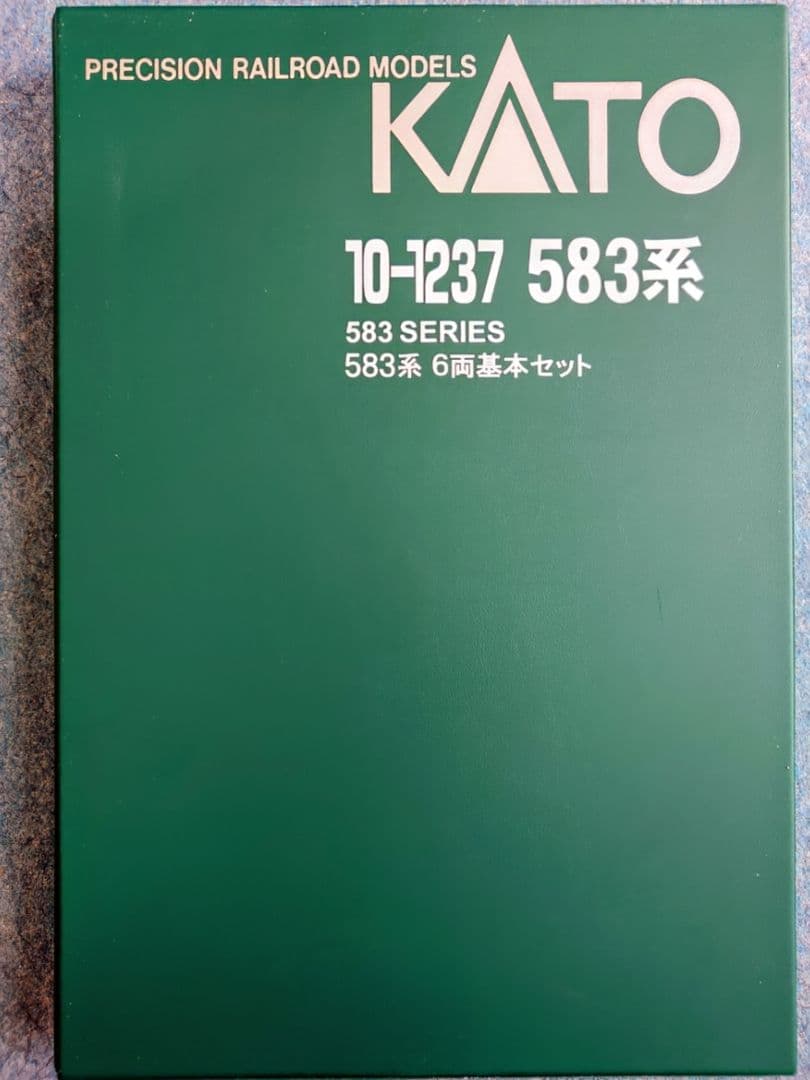 PRECISION RAILROAD MODELS
KATO
10-1237 583系
583 SERIES
583系 6両基本セット